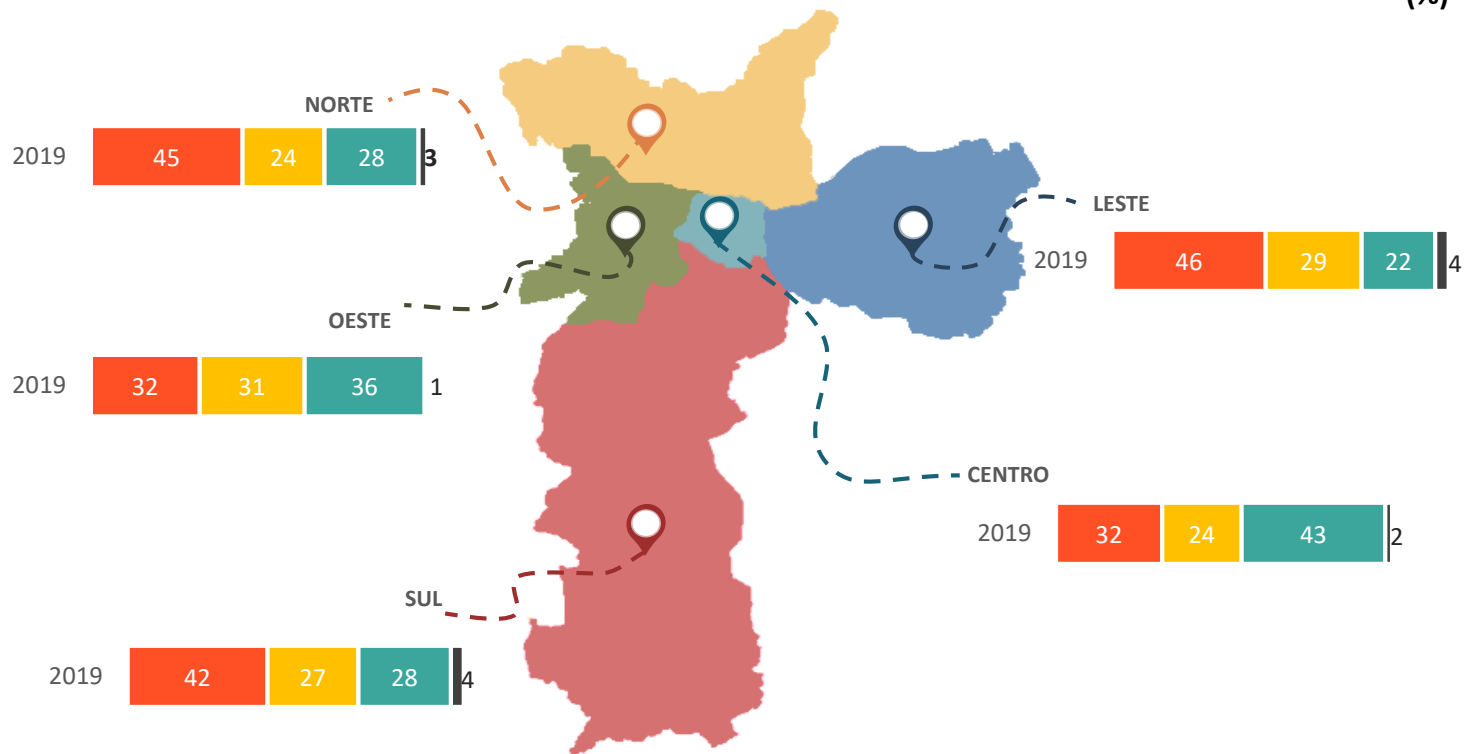 (%)
NORTE
2019 45 24 28 3
LESTE
2019 46 29 22 4
OESTE
2019 32 31 36 1
CENTRO
2019 32 24 43 2
SUL
2019 42 27 28 4